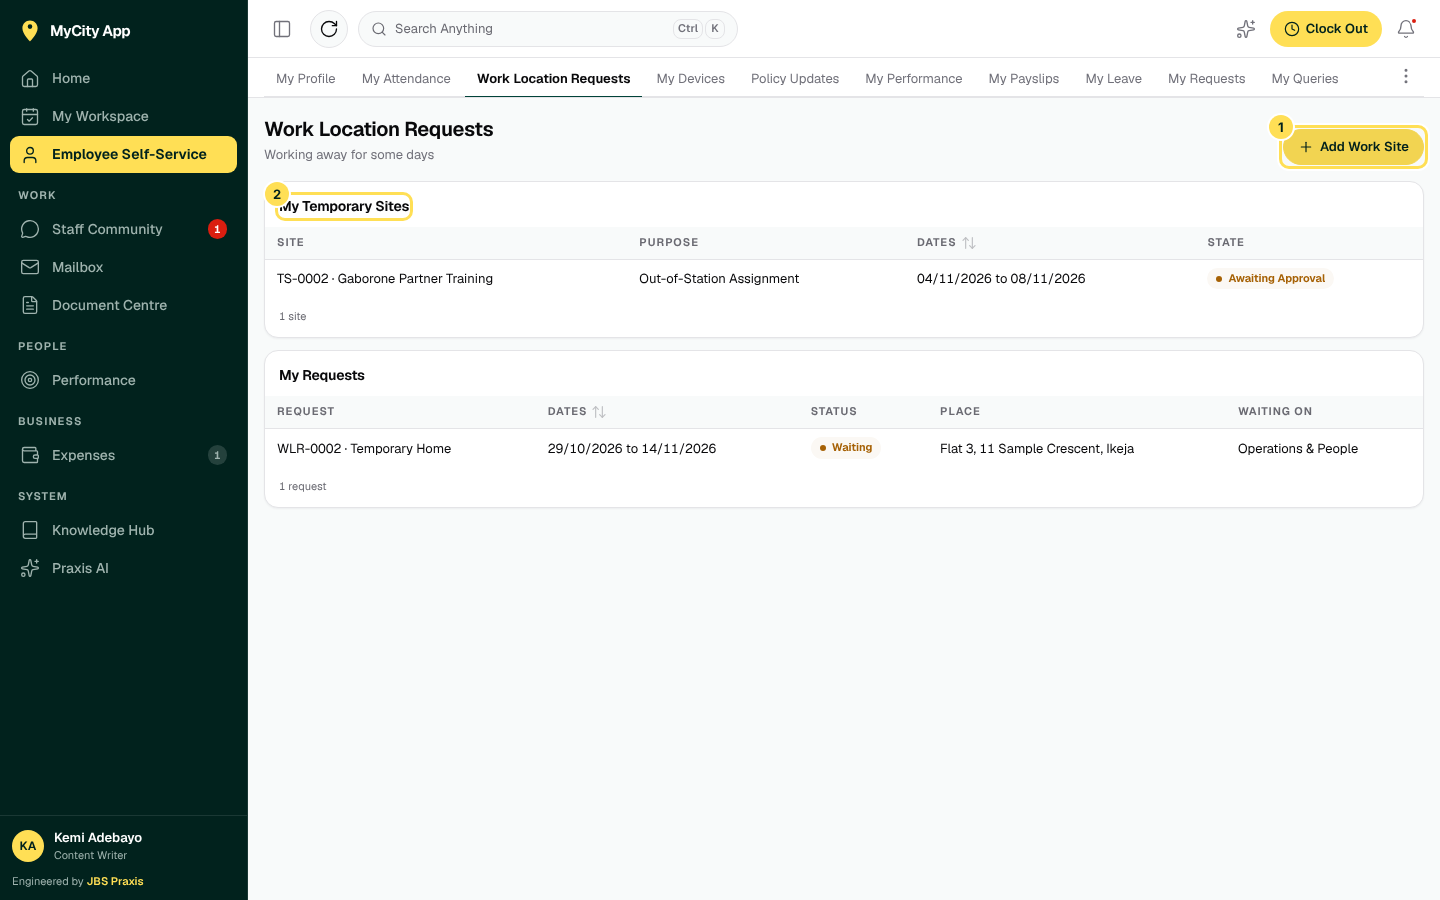 MyCity App
Home
My Workspace
Employee Self-Service
WORK
Staff Community 1
Mailbox
Document Centre
PEOPLE
Performance
BUSINESS
Expenses 1
SYSTEM
Knowledge Hub
Praxis AI
KA
Kemi Adebayo
Content Writer
Engineered by JBS Praxis
Search Anything Ctrl K
Clock Out
My Profile My Attendance Work Location Requests My Devices Policy Updates My Performance My Payslips My Leave My Requests My Queries
Work Location Requests
Working away for some days
1
+ Add Work Site
2
My Temporary Sites
SITE PURPOSE DATES STATE
TS-0002 · Gaborone Partner Training Out-of-Station Assignment 04/11/2026 to 08/11/2026 Awaiting Approval
1 site
My Requests
REQUEST DATES STATUS PLACE WAITING ON
WLR-0002 · Temporary Home 29/10/2026 to 14/11/2026 Waiting Flat 3, 11 Sample Crescent, Ikeja Operations & People
1 request